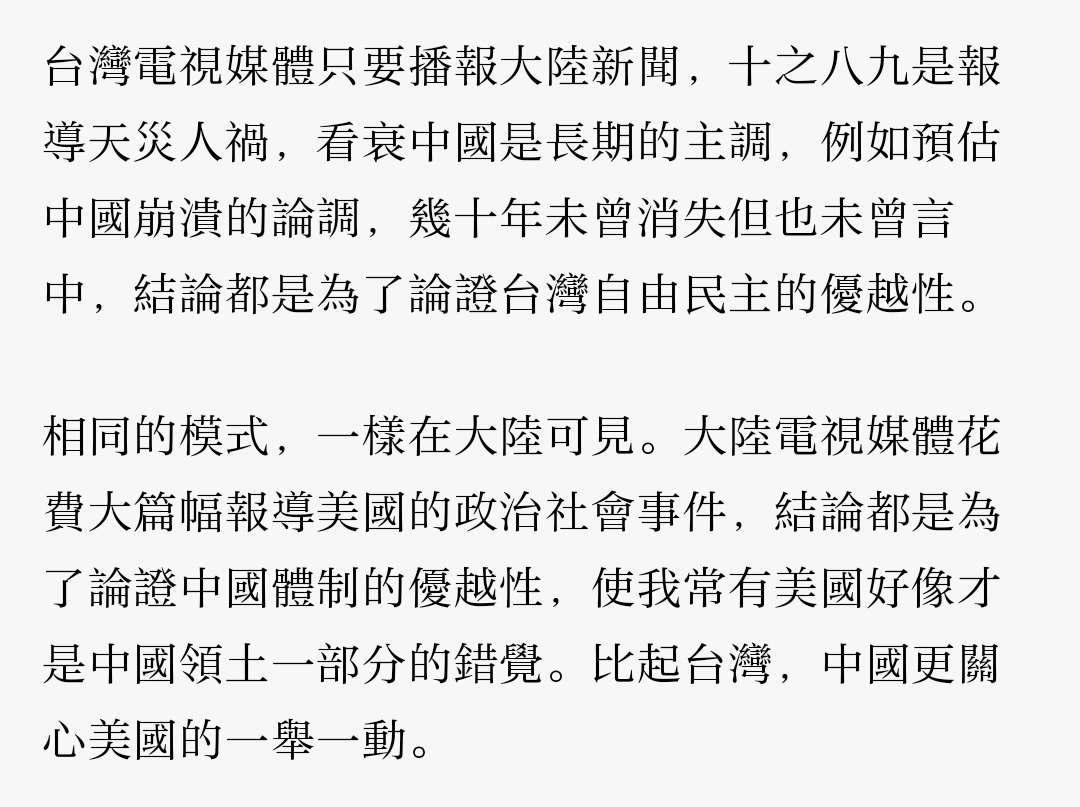 台灣電視媒體只要播報大陸新聞，十之八九是報
導天災人禍，看衰中國是長期的主調，例如預估
中國崩潰的論調，幾十年未曾消失但也未曾言
中，結論都是為了論證台灣自由民主的優越性。
相同的模式，一樣在大陸可見。大陸電視媒體花
費大篇幅報導美國的政治社會事件，結論都是為
了論證中國體制的優越性，使我常有美國好像才
是中國領土一部分的錯覺。比起台灣，中國更關
心美國的一舉一動。